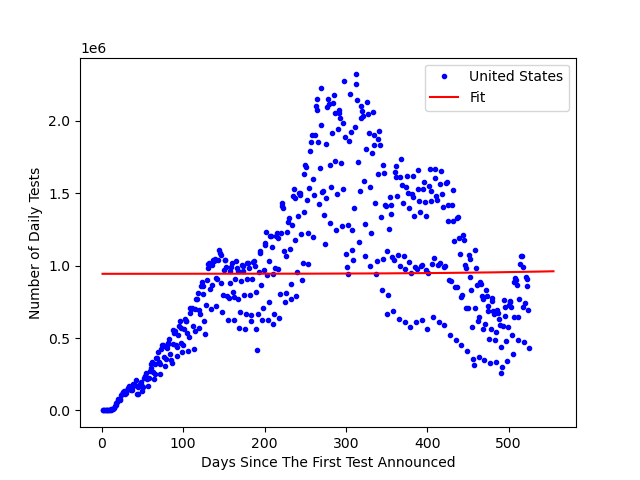 1e6
United States
Fit
2.0
1.5
1.0
0.5
0.0
Number of Daily Tests
0 100 200 300 400 500
Days Since The First Test Announced